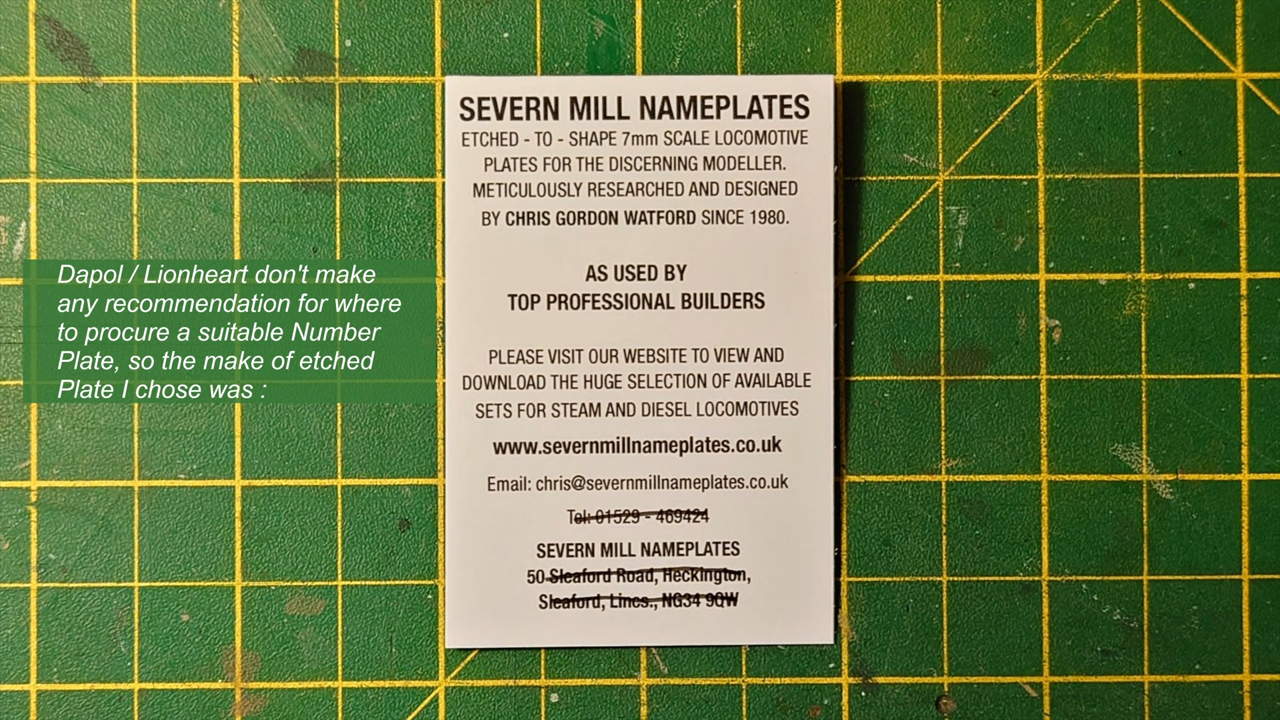 Dapol / Lionheart don't make
any recommendation for where
to procure a suitable Number
Plate, so the make of etched
Plate I chose was :
SEVERN MILL NAMEPLATES
ETCHED - TO - SHAPE 7mm SCALE LOCOMOTIVE
PLATES FOR THE DISCERNING MODELLER.
METICULOUSLY RESEARCHED AND DESIGNED
BY CHRIS GORDON WATFORD SINCE 1980.
AS USED BY
TOP PROFESSIONAL BUILDERS
PLEASE VISIT OUR WEBSITE TO VIEW AND
DOWNLOAD THE HUGE SELECTION OF AVAILABLE
SETS FOR STEAM AND DIESEL LOCOMOTIVES
www.severnmillnameplates.co.uk
Email: chris@severnmillnameplates.co.uk
Tel: 01529 - 469424
SEVERN MILL NAMEPLATES
50 Sleaford Road, Heckington,
Sleaford, Lincs., NG34 9QW